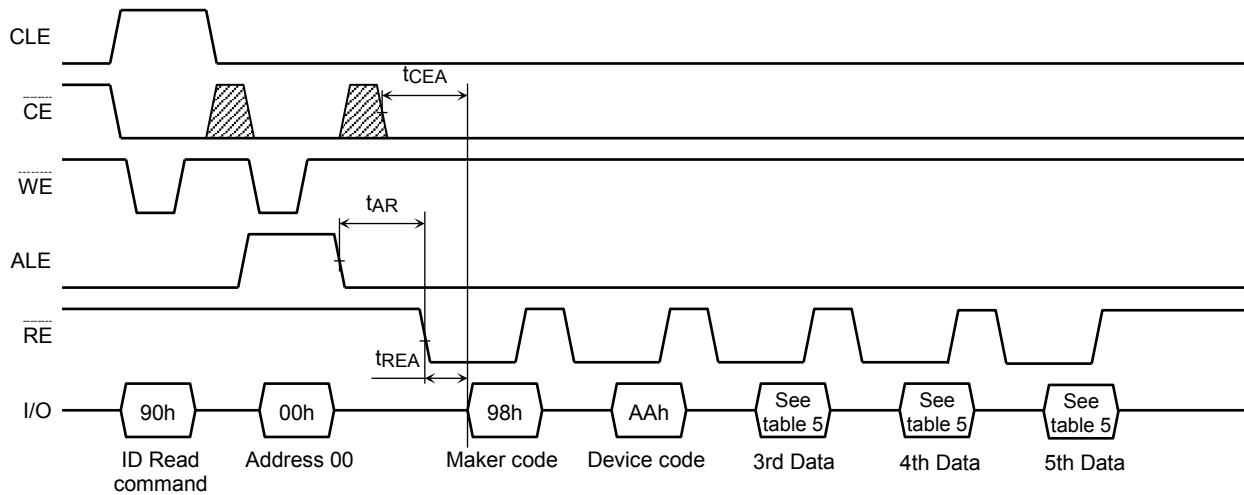 CLE
tCEA
CE
WE
tAR
ALE
RE
tREA
I/O
90h
00h
98h
AAh
See
table 5
See
table 5
See
table 5
ID Read
command
Address 00
Maker code
Device code
3rd Data
4th Data
5th Data